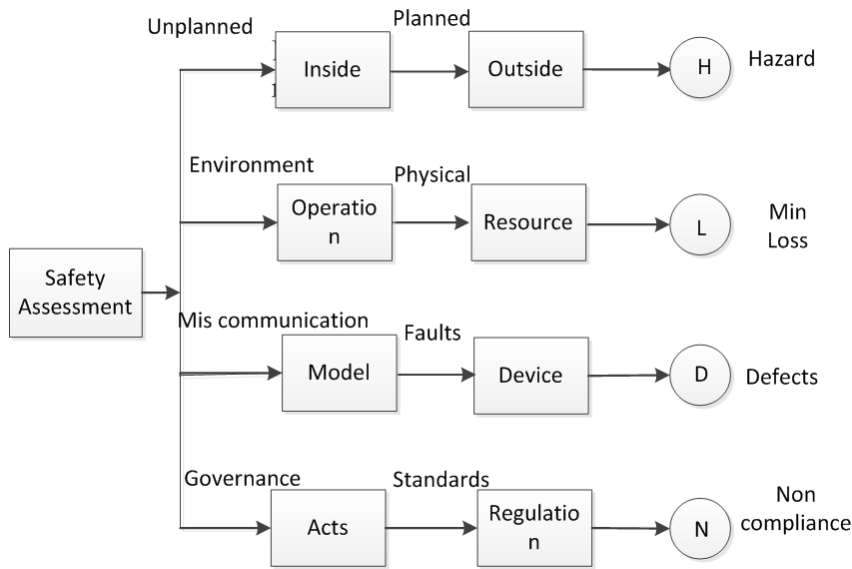 Unplanned
Planned
Inside
Outside
H
Hazard
Environment
Physical
Operatio
n
Resource
L
Min
Loss
Safety
Assessment
Mis communication
Faults
Model
Device
D
Defects
Governance
Standards
Acts
Regulatio
n
N
Non
compliance